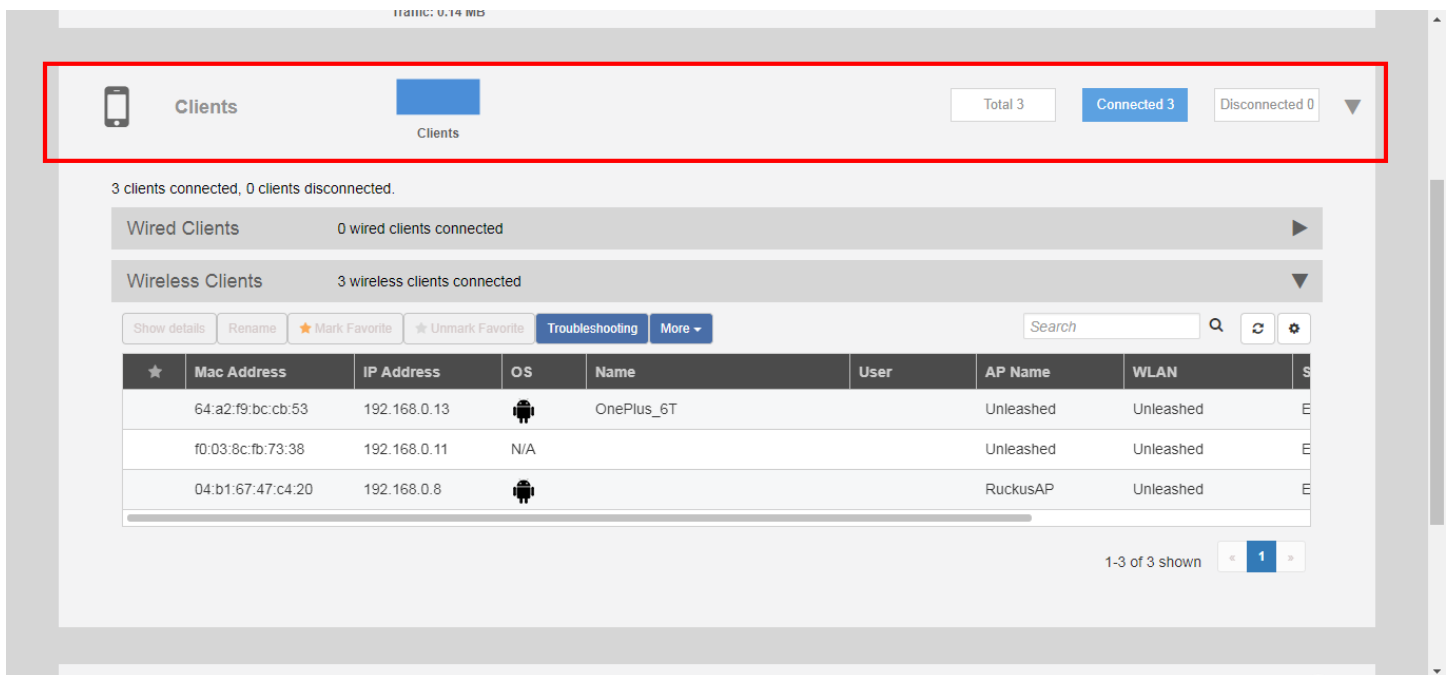 Traffic: 0.14 MB
Clients
Clients
Total 3
Connected 3
Disconnected 0
3 clients connected, 0 clients disconnected.
Wired Clients 0 wired clients connected
Wireless Clients 3 wireless clients connected
Show details Rename Mark Favorite Unmark Favorite Troubleshooting More Search
Mac Address IP Address OS Name User AP Name WLAN S
64:a2:f9:bc:cb:53 192.168.0.13 OnePlus_6T Unleashed Unleashed E
f0:03:8c:fb:73:38 192.168.0.11 N/A Unleashed Unleashed E
04:b1:67:47:c4:20 192.168.0.8 RuckusAP Unleashed E
1-3 of 3 shown « 1 »